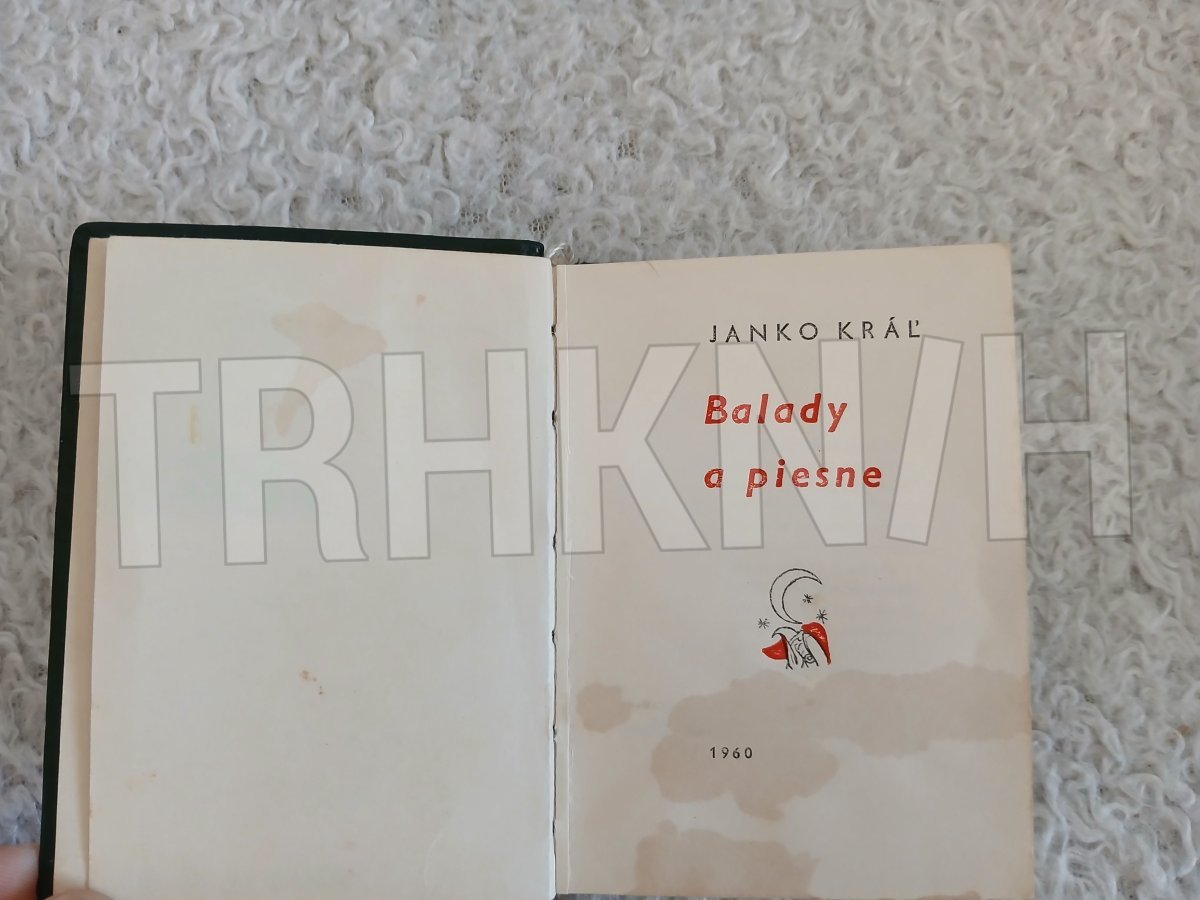 JANKO KRÁĽ
Balady
a piesne
TRHKNIH
1960